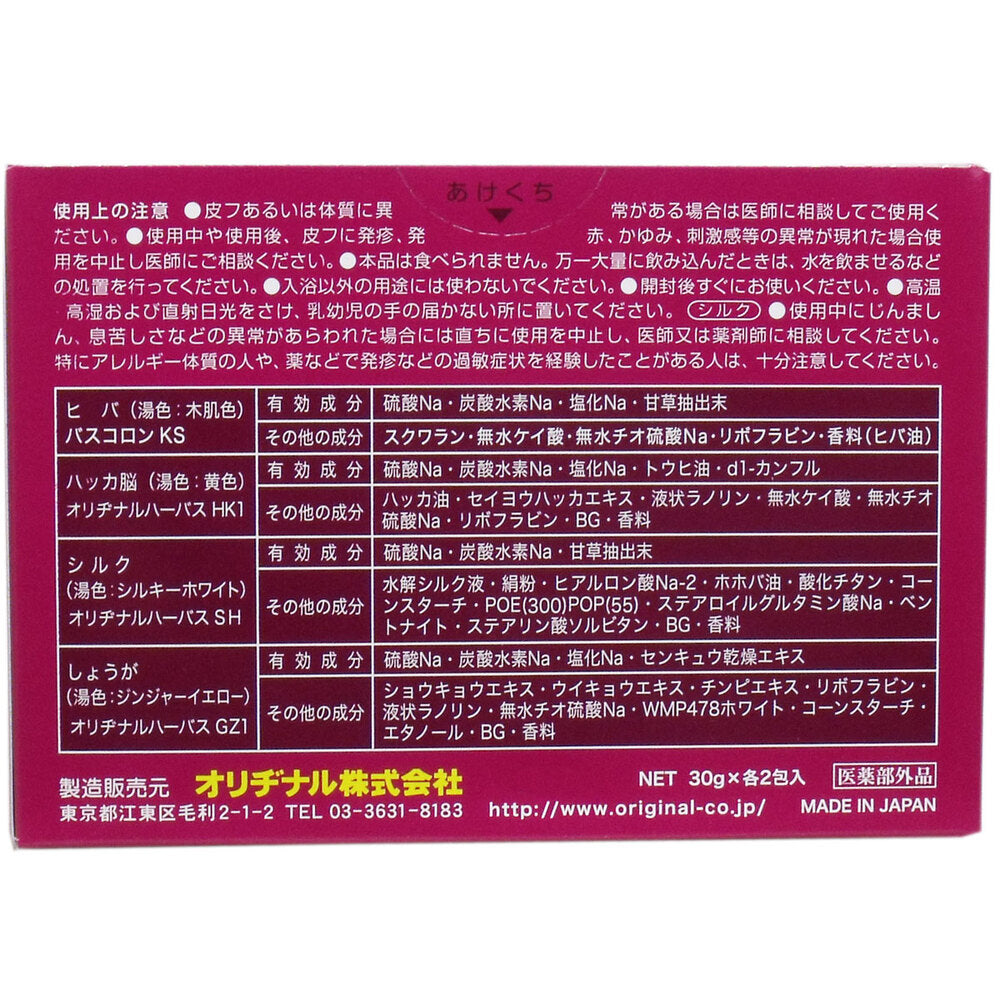 あけくち
使用上の注意 ●皮フあるいは体質に異常がある場合は医師に相談してご使用く
ださい。●使用中や使用後、皮フに発疹、発赤、かゆみ、刺激感等の異常が現れた場合使
用を中止し医師にご相談ください。●本品は食べられません。万一大量に飲み込んだときは、水を飲ませるなど
の処置を行ってください。●入浴以外の用途には使わないでください。●開封後すぐにお使いください。●高温
高湿および直射日光をさけ、乳幼児の手の届かない所に置いてください。 シルク ●使用中にじんまし
ん、息苦しさなどの異常があらわれた場合には直ちに使用を中止し、医師又は薬剤師に相談してください。
特にアレルギー体質の人や、薬などで発疹などの過敏症状を経験したことがある人は、十分注意してください。
ヒバ（湯色：木肌色）
バスコロンKS
有効成分 硫酸Na・炭酸水素Na・塩化Na・甘草抽出末
その他の成分 スクワラン・無水ケイ酸・無水チオ硫酸Na・リボフラビン・香料（ヒバ油）
ハッカ脳（湯色：黄色）
オリヂナルハーバスHK1
有効成分 硫酸Na・炭酸水素Na・塩化Na・トウヒ油・d1-カンフル
その他の成分 ハッカ油・セイヨウハッカエキス・液状ラノリン・無水ケイ酸・無水チオ
硫酸Na・リボフラビン・BG・香料
シルク
（湯色：シルキーホワイト）
オリヂナルハーバスSH
有効成分 硫酸Na・炭酸水素Na・甘草抽出末
その他の成分 水解シルク液・絹粉・ヒアルロン酸Na-2・ホホバ油・酸化チタン・コー
ンスターチ・POE(300)POP(55)・ステアロイルグルタミン酸Na・ベン
トナイト・ステアリン酸ソルビタン・BG・香料
しょうが
（湯色：ジンジャーイエロー）
オリヂナルハーバスGZ1
有効成分 硫酸Na・炭酸水素Na・塩化Na・センキュウ乾燥エキス
その他の成分 ショウキョウエキス・ウイキョウエキス・チンピエキス・リボフラビン・
液状ラノリン・無水チオ硫酸Na・WMP478ホワイト・コーンスターチ・
エタノール・BG・香料
製造販売元 オリヂナル株式会社 NET 30g×各2包入 医薬部外品
東京都江東区毛利2-1-2 TEL 03-3631-8183 http://www.original-co.jp/ MADE IN JAPAN